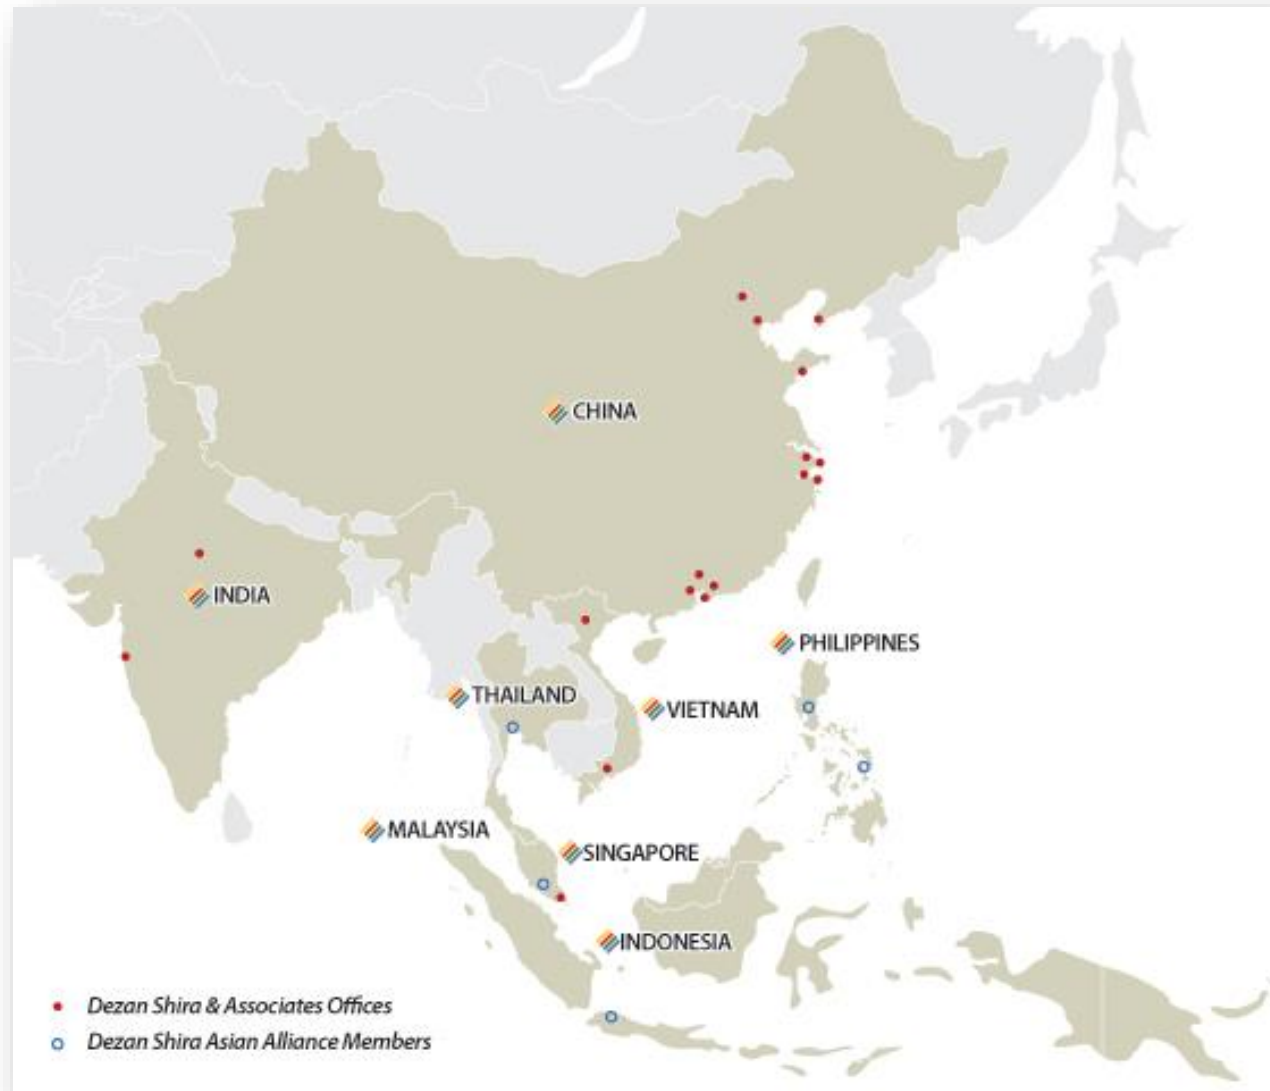 CHINA
INDIA
PHILIPPINES
THAILAND
VIETNAM
MALAYSIA
SINGAPORE
INDONESIA
Dezan Shira & Associates Offices
Dezan Shira Asian Alliance Members